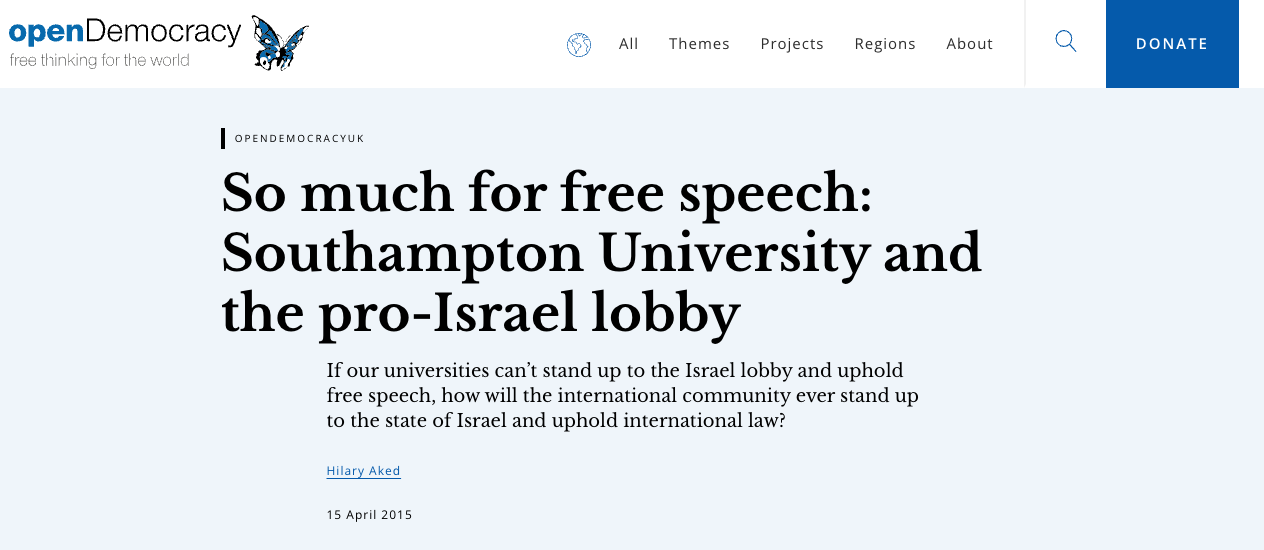 openDemocracy
free thinking for the world
All Themes Projects Regions About
DONATE
OPENDEMOCRACYUK
So much for free speech:
Southampton University and
the pro-Israel lobby
If our universities can’t stand up to the Israel lobby and uphold
free speech, how will the international community ever stand up
to the state of Israel and uphold international law?
Hilary Aked
15 April 2015